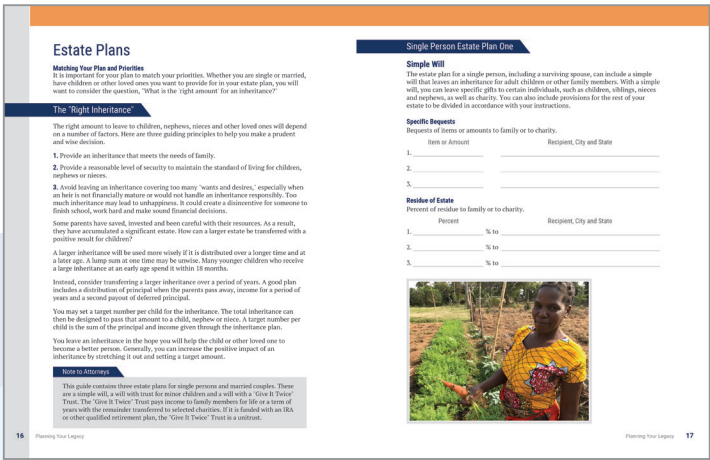 Estate Plans
Matching Your Plan and Priorities
It is important for your plan to match your priorities. Whether you are single or married,
have children or other loved ones you want to provide for in your estate plan, you will
want to consider the question, "What is the 'right amount' for an inheritance?"
The "Right Inheritance"
The right amount to leave to children, nephews, nieces and other loved ones will depend
on a number of factors. Here are three guiding principles to help you make a prudent
and wise decision.
1. Provide an inheritance that meets the needs of family.
2. Provide a reasonable level of security to maintain the standard of living for children,
nephews or nieces.
3. Avoid leaving an inheritance covering too many "wants and desires," especially when
an heir is not financially mature or would not handle an inheritance responsibly. Too
much inheritance may lead to unhappiness. It could create a disincentive for someone to
finish school, work hard and make sound financial decisions.
Some parents have saved, invested and been careful with their resources. As a result,
they have accumulated a significant estate. How can a larger estate be transferred with a
positive result for children?
A larger inheritance will be used more wisely if it is distributed over a longer time and at
a later age. A lump sum at one time may be unwise. Many younger children who receive
a large inheritance at an early age spend it within 18 months.
Instead, consider transferring a larger inheritance over a period of years. A good plan
includes a distribution of principal when the parents pass away, income for a period of
years and a second payout of deferred principal.
You may set a target number per child for the inheritance. The total inheritance can
then be designed to pass that amount to a child, nephew or niece. A target number per
child is the sum of the principal and income given through the inheritance plan.
You leave an inheritance in the hope you will help the child or other loved one to
become a better person. Generally, you can increase the positive impact of an
inheritance by stretching it out and setting a target amount.
Note to Attorneys
This guide contains three estate plans for single persons and married couples. These
are a simple will, a will with trust for minor children and a will with a "Give It Twice"
Trust. The "Give It Twice" Trust pays income to family members for life or a term of
years with the remainder transferred to selected charities. If it is funded with an IRA
or other qualified retirement plan, the "Give It Twice" Trust is a unitrust.
16 Planning Your Legacy
Single Person Estate Plan One
Simple Will
The estate plan for a single person, including a surviving spouse, can include a simple
will that leaves an inheritance for adult children or other family members. With a simple
will, you can leave specific gifts to certain individuals, such as children, siblings, nieces
and nephews, as well as charity. You can also include provisions for the rest of your
estate to be divided in accordance with your instructions.
Specific Bequests
Bequests of items or amounts to family or to charity.
Item or Amount Recipient, City and State
1.
2.
3.
Residue of Estate
Percent of residue to family or to charity.
Percent Recipient, City and State
1. % to
2. % to
3. % to
Planning Your Legacy 17